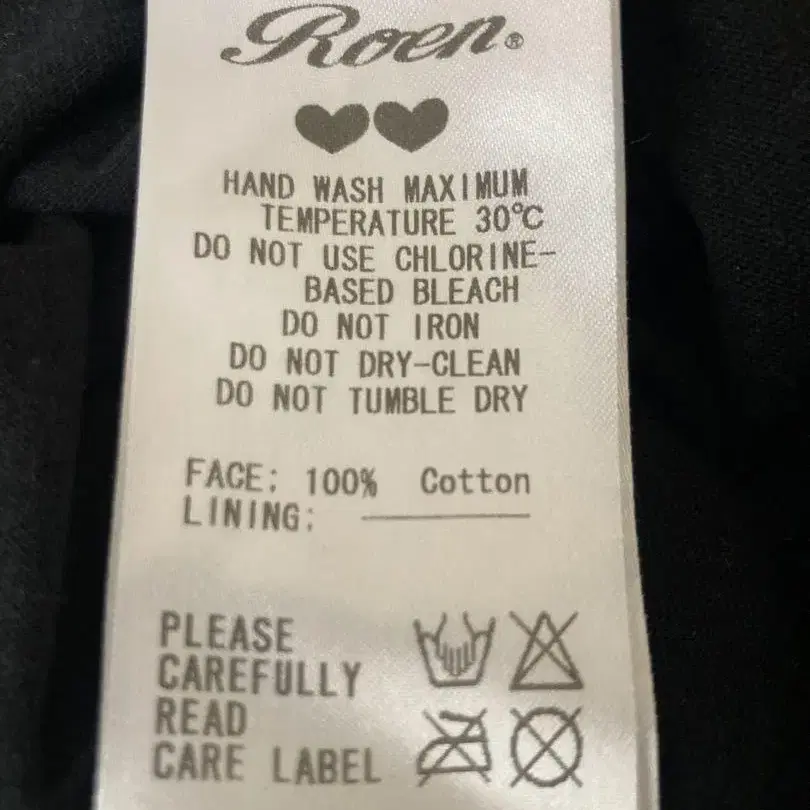 Roen®
HAND WASH MAXIMUM
TEMPERATURE 30℃
DO NOT USE CHLORINE-
BASED BLEACH
DO NOT IRON
DO NOT DRY-CLEAN
DO NOT TUMBLE DRY
FACE: 100% Cotton
LINING:
PLEASE
CAREFULLY
READ
CARE LABEL